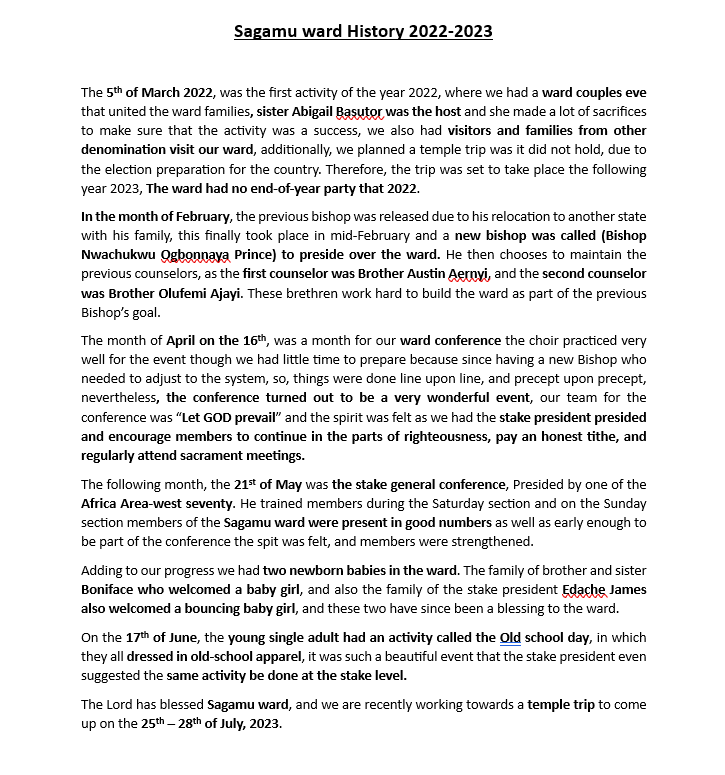 Sagamu ward History 2022-2023
The 5th of March 2022, was the first activity of the year 2022, where we had a ward couples eve
that united the ward families, sister Abigail Basutor was the host and she made a lot of sacrifices
to make sure that the activity was a success, we also had visitors and families from other
denomination visit our ward, additionally, we planned a temple trip was it did not hold, due to
the election preparation for the country. Therefore, the trip was set to take place the following
year 2023, The ward had no end-of-year party that 2022.
In the month of February, the previous bishop was released due to his relocation to another state
with his family, this finally took place in mid-February and a new bishop was called (Bishop
Nwachukwu Ogbonnaya Prince) to preside over the ward. He then chooses to maintain the
previous counselors, as the first counselor was Brother Austin Aernyi, and the second counselor
was Brother Olufemi Ajayi. These brethren work hard to build the ward as part of the previous
Bishop's goal.
The month of April on the 16th, was a month for our ward conference the choir practiced very
well for the event though we had little time to prepare because since having a new Bishop who
needed to adjust to the system, so, things were done line upon line, and precept upon precept,
nevertheless, the conference turned out to be a very wonderful event, our team for the
conference was “Let GOD prevail” and the spirit was felt as we had the stake president presided
and encourage members to continue in the parts of righteousness, pay an honest tithe, and
regularly attend sacrament meetings.
The following month, the 21st of May was the stake general conference, Presided by one of the
Africa Area-west seventy. He trained members during the Saturday section and on the Sunday
section members of the Sagamu ward were present in good numbers as well as early enough to
be part of the conference the spit was felt, and members were strengthened.
Adding to our progress we had two newborn babies in the ward. The family of brother and sister
Boniface who welcomed a baby girl, and also the family of the stake president Edache James
also welcomed a bouncing baby girl, and these two have since been a blessing to the ward.
On the 17th of June, the young single adult had an activity called the Old school day, in which
they all dressed in old-school apparel, it was such a beautiful event that the stake president even
suggested the same activity be done at the stake level.
The Lord has blessed Sagamu ward, and we are recently working towards a temple trip to come
up on the 25th – 28th of July, 2023.